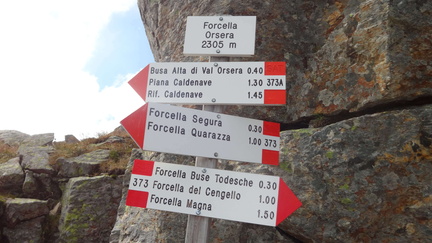 Forcella
Orsera
2305 m
Busa Alta di Val Orsera 0.40
Piana Caldenave 1.30 373A
Rif. Caldenave 1.45
Forcella Segura 0.30
Forcella Quarazza 1.00 373
Forcella Buse Todesche 0.30
373 Forcella del Cengello 1.00
Forcella Magna 1.50